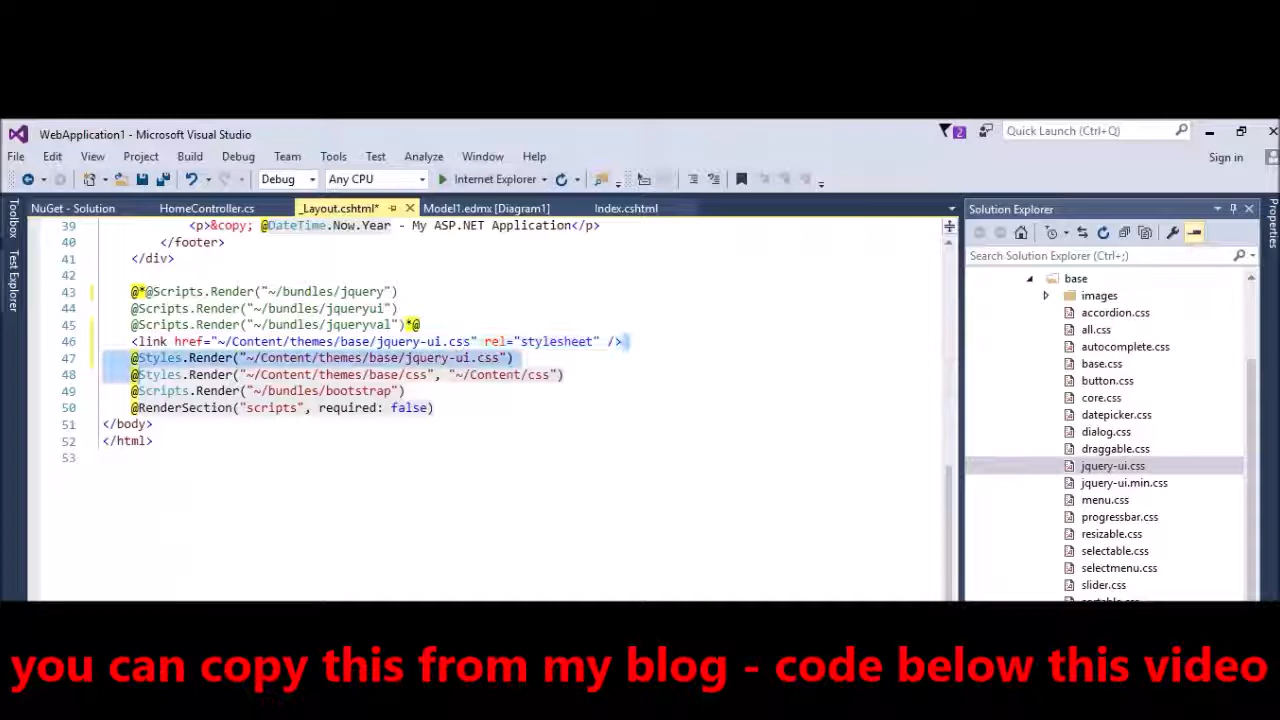 WebApplication1 - Microsoft Visual Studio
2
Quick Launch (Ctrl+Q)
File Edit View Project Build Debug Team Tools Test Analyze Window Help
Sign in
Debug Any CPU Internet Explorer
NuGet - Solution HomeController.cs _Layout.cshtml* Model1.edmx [Diagram1] Index.cshtml
Toolbox
Test Explorer
39 <p>&copy; @DateTime.Now.Year - My ASP.NET Application</p>
40 </footer>
41 </div>
42
43 @*@Scripts.Render("~/bundles/jquery")
44 @Scripts.Render("~/bundles/jqueryui")
45 @Scripts.Render("~/bundles/jqueryval")*@
46 <link href="~/Content/themes/base/jquery-ui.css" rel="stylesheet" />
47 @Styles.Render("~/Content/themes/base/jquery-ui.css")
48 @Styles.Render("~/Content/themes/base/css", "~/Content/css")
49 @Scripts.Render("~/bundles/bootstrap")
50 @RenderSection("scripts", required: false)
51 </body>
52 </html>
53
Solution Explorer
Search Solution Explorer (Ctrl+;)
base
images
accordion.css
all.css
autocomplete.css
base.css
button.css
core.css
datepicker.css
dialog.css
draggable.css
jquery-ui.css
jquery-ui.min.css
menu.css
progressbar.css
resizable.css
selectable.css
selectmenu.css
slider.css
Properties
you can copy this from my blog - code below this video